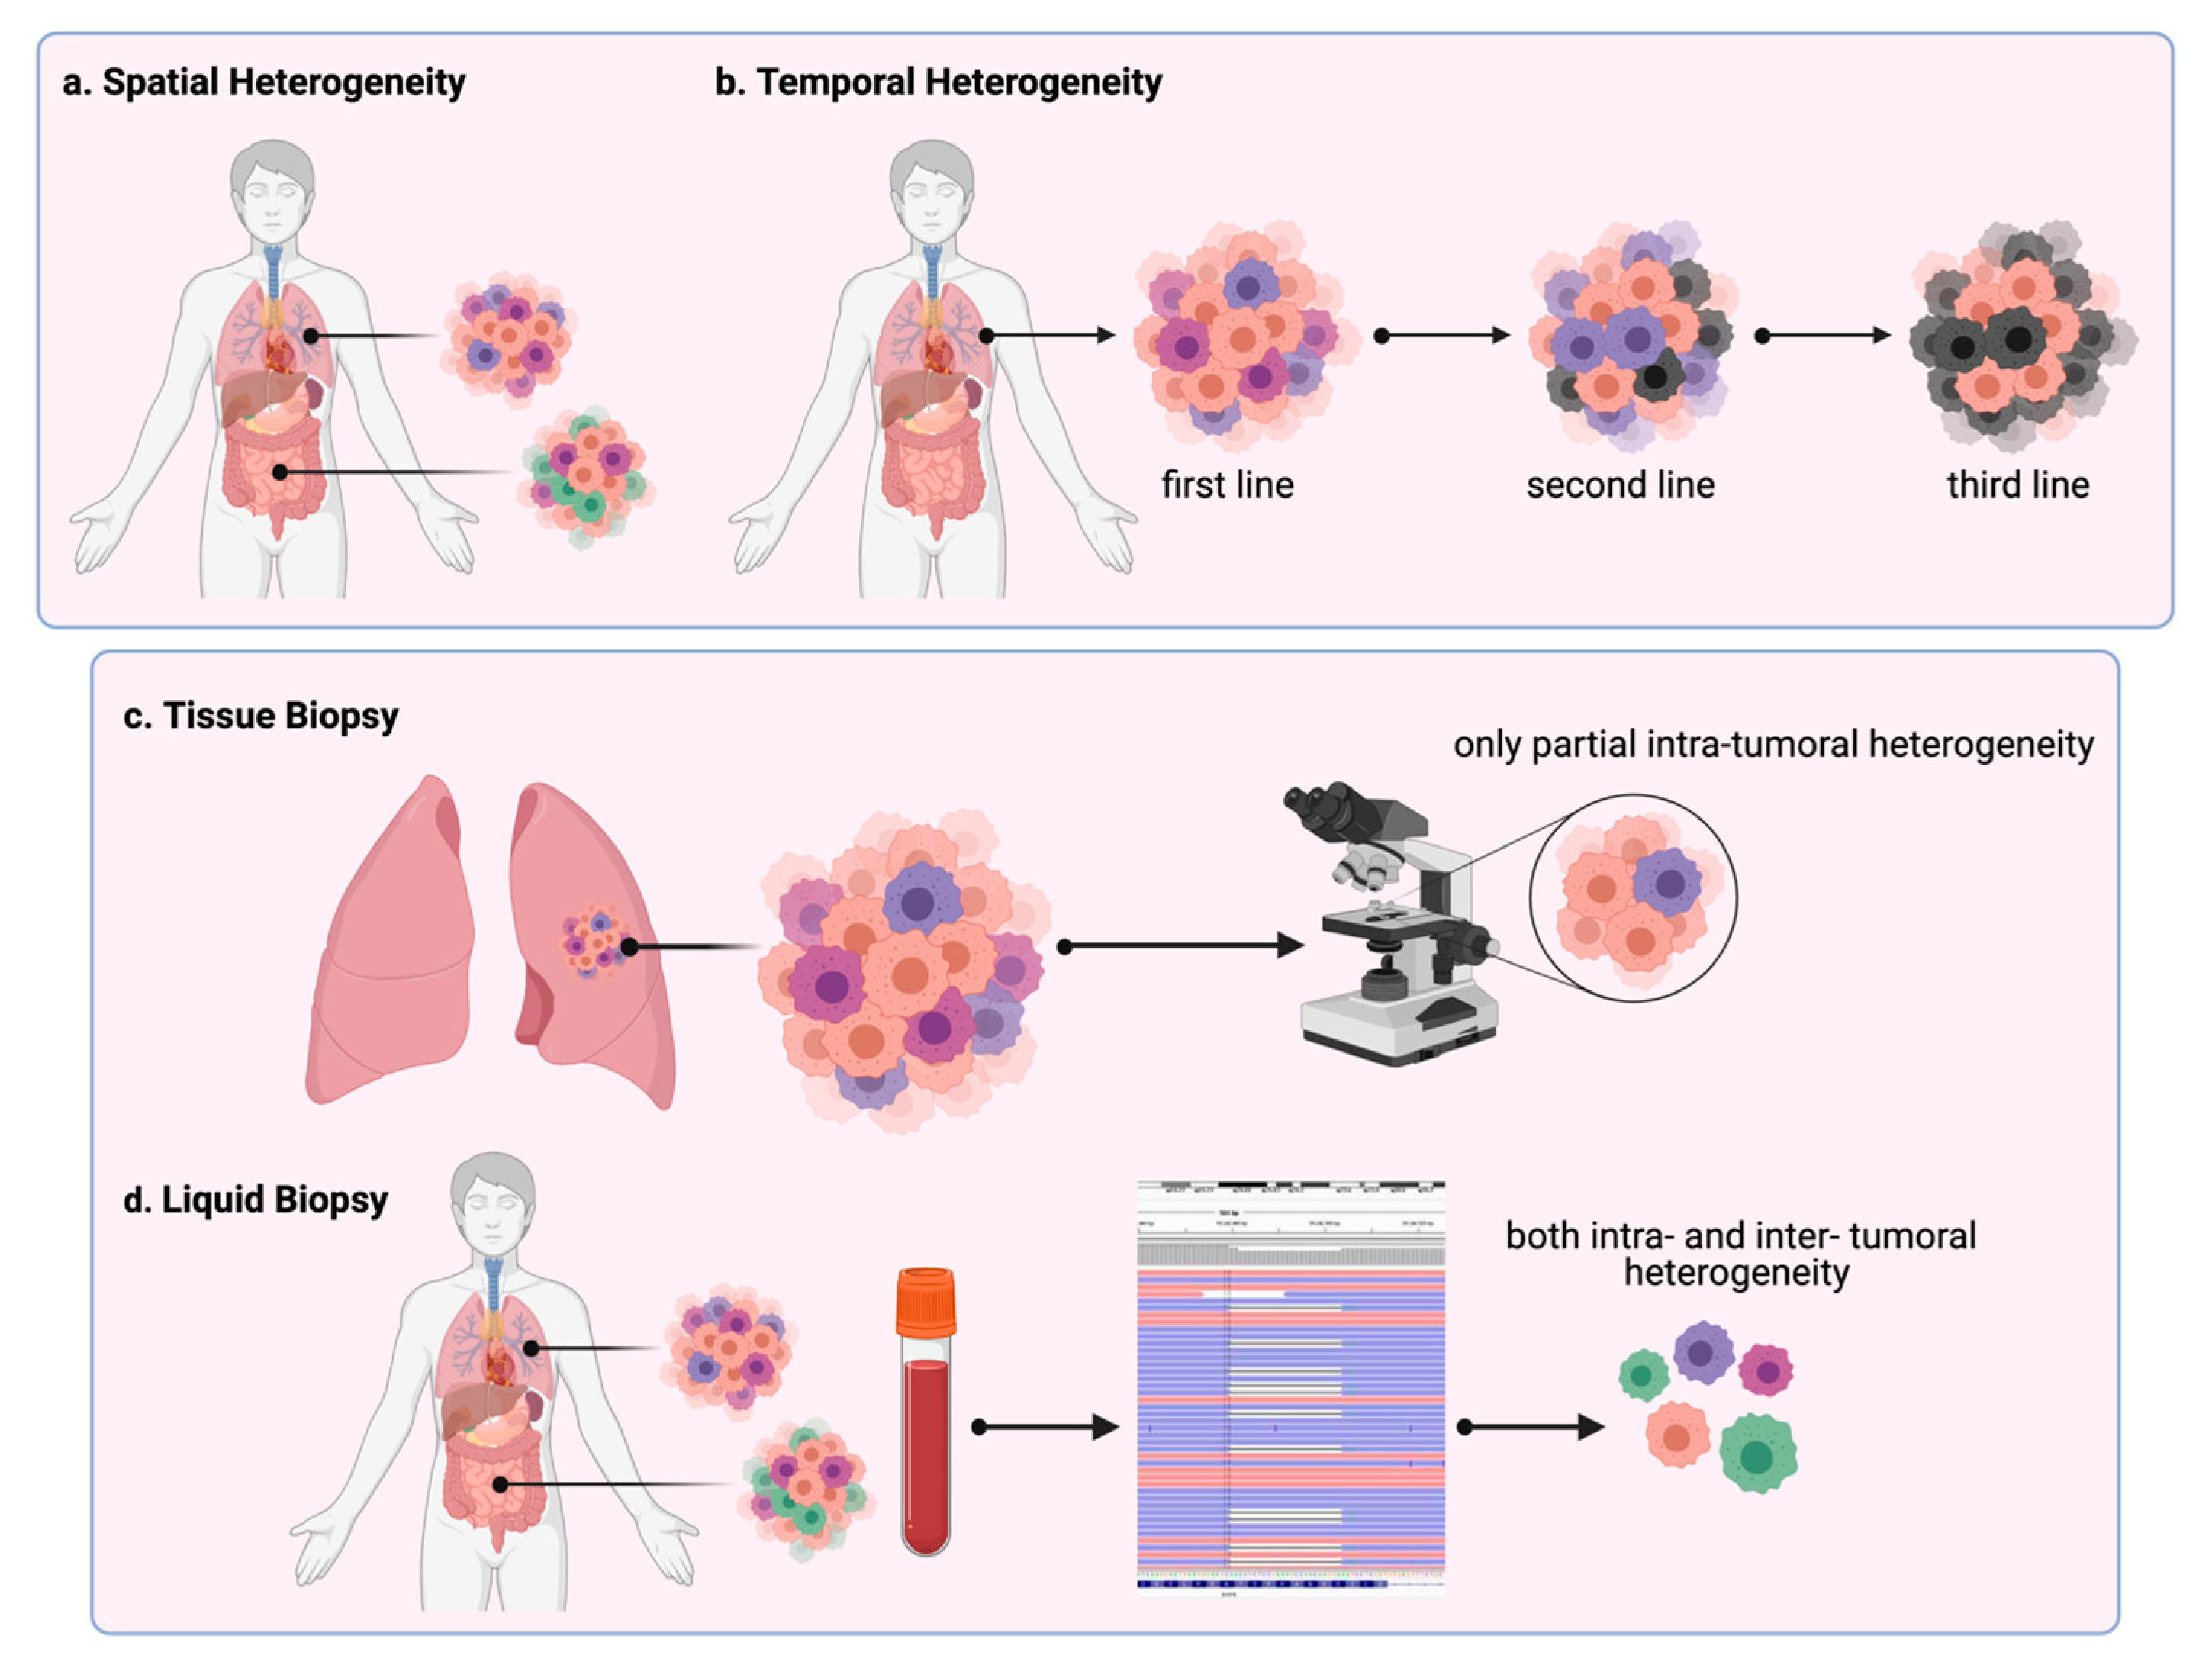 a. Spatial Heterogeneity
b. Temporal Heterogeneity
first line
second line
third line
c. Tissue Biopsy
only partial intra-tumoral heterogeneity
d. Liquid Biopsy
both intra- and inter- tumoral
heterogeneity